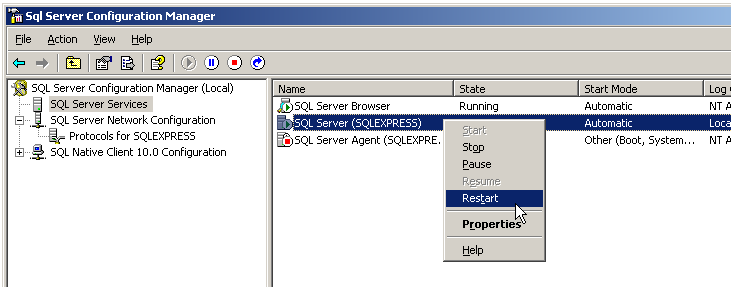 Sql Server Configuration Manager
File Action View Help
SQL Server Configuration Manager (Local)
SQL Server Services
SQL Server Network Configuration
Protocols for SQLEXPRESS
SQL Native Client 10.0 Configuration
Name State Start Mode Log
SQL Server Browser Running Automatic NT A
SQL Server (SQLEXPRESS) Automatic Loca
SQL Server Agent (SQLEXPRE. Other (Boot, System... NT A
Start
Stop
Pause
Resume
Restart
Properties
Help